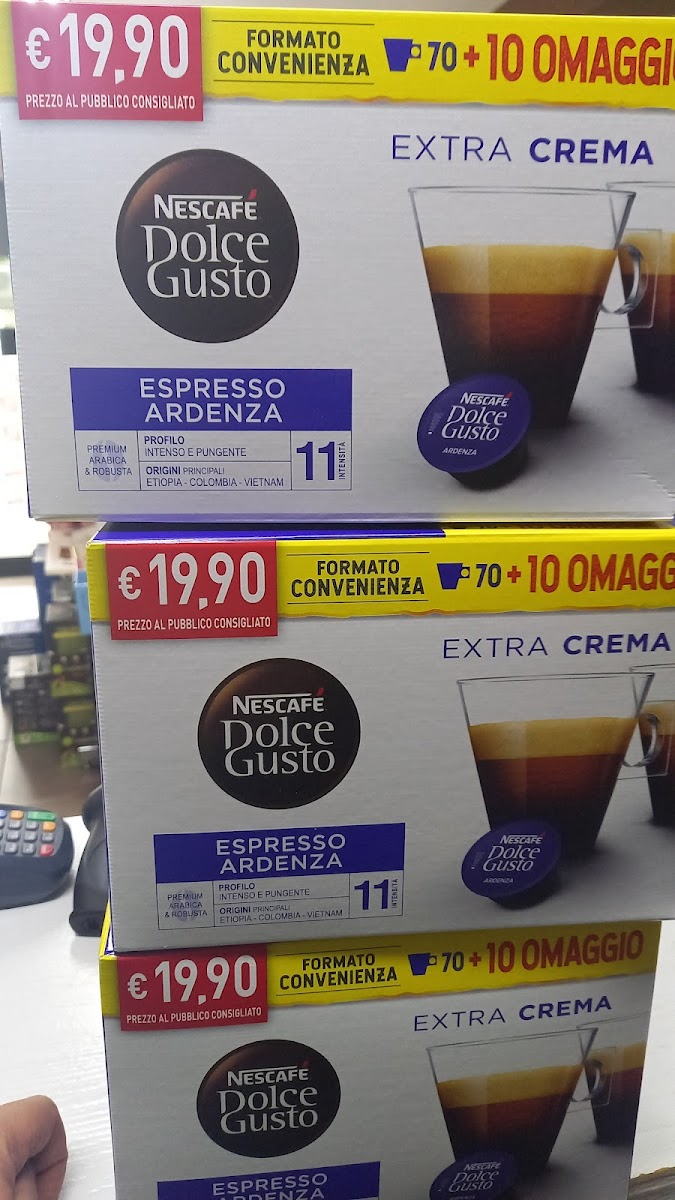 € 19,90
PREZZO AL PUBBLICO CONSIGLIATO
FORMATO
CONVENIENZA
70 + 10 OMAGGIO
EXTRA CREMA
NESCAFÉ
Dolce
Gusto
ESPRESSO
ARDENZA
PREMIUM
ARABICA
& ROBUSTA
PROFILO
INTENSO E PUNGENTE
ORIGINI PRINCIPALI
ETIOPIA - COLOMBIA - VIETNAM
11
INTENSITÀ
NESCAFÉ
Dolce
Gusto
ARDENZA
€ 19,90
PREZZO AL PUBBLICO CONSIGLIATO
FORMATO
CONVENIENZA
70 + 10 OMAGG
EXTRA CREMA
NESCAFÉ
Dolce
Gusto
ESPRESSO
ARDENZA
PREMIUM
ARABICA
& ROBUSTA
PROFILO
INTENSO E PUNGENTE
ORIGINI PRINCIPALI
ETIOPIA - COLOMBIA - VIETNAM
11
INTENSITÀ
NESCAFÉ
Dolce
Gusto
ARDENZA
€ 19,90
PREZZO AL PUBBLICO CONSIGLIATO
FORMATO
CONVENIENZA
70 + 10 OMAGGIO
EXTRA CREMA
NESCAFÉ
Dolce
Gusto
ESPRESSO
ARDENZA
NESCAFÉ
Dolce